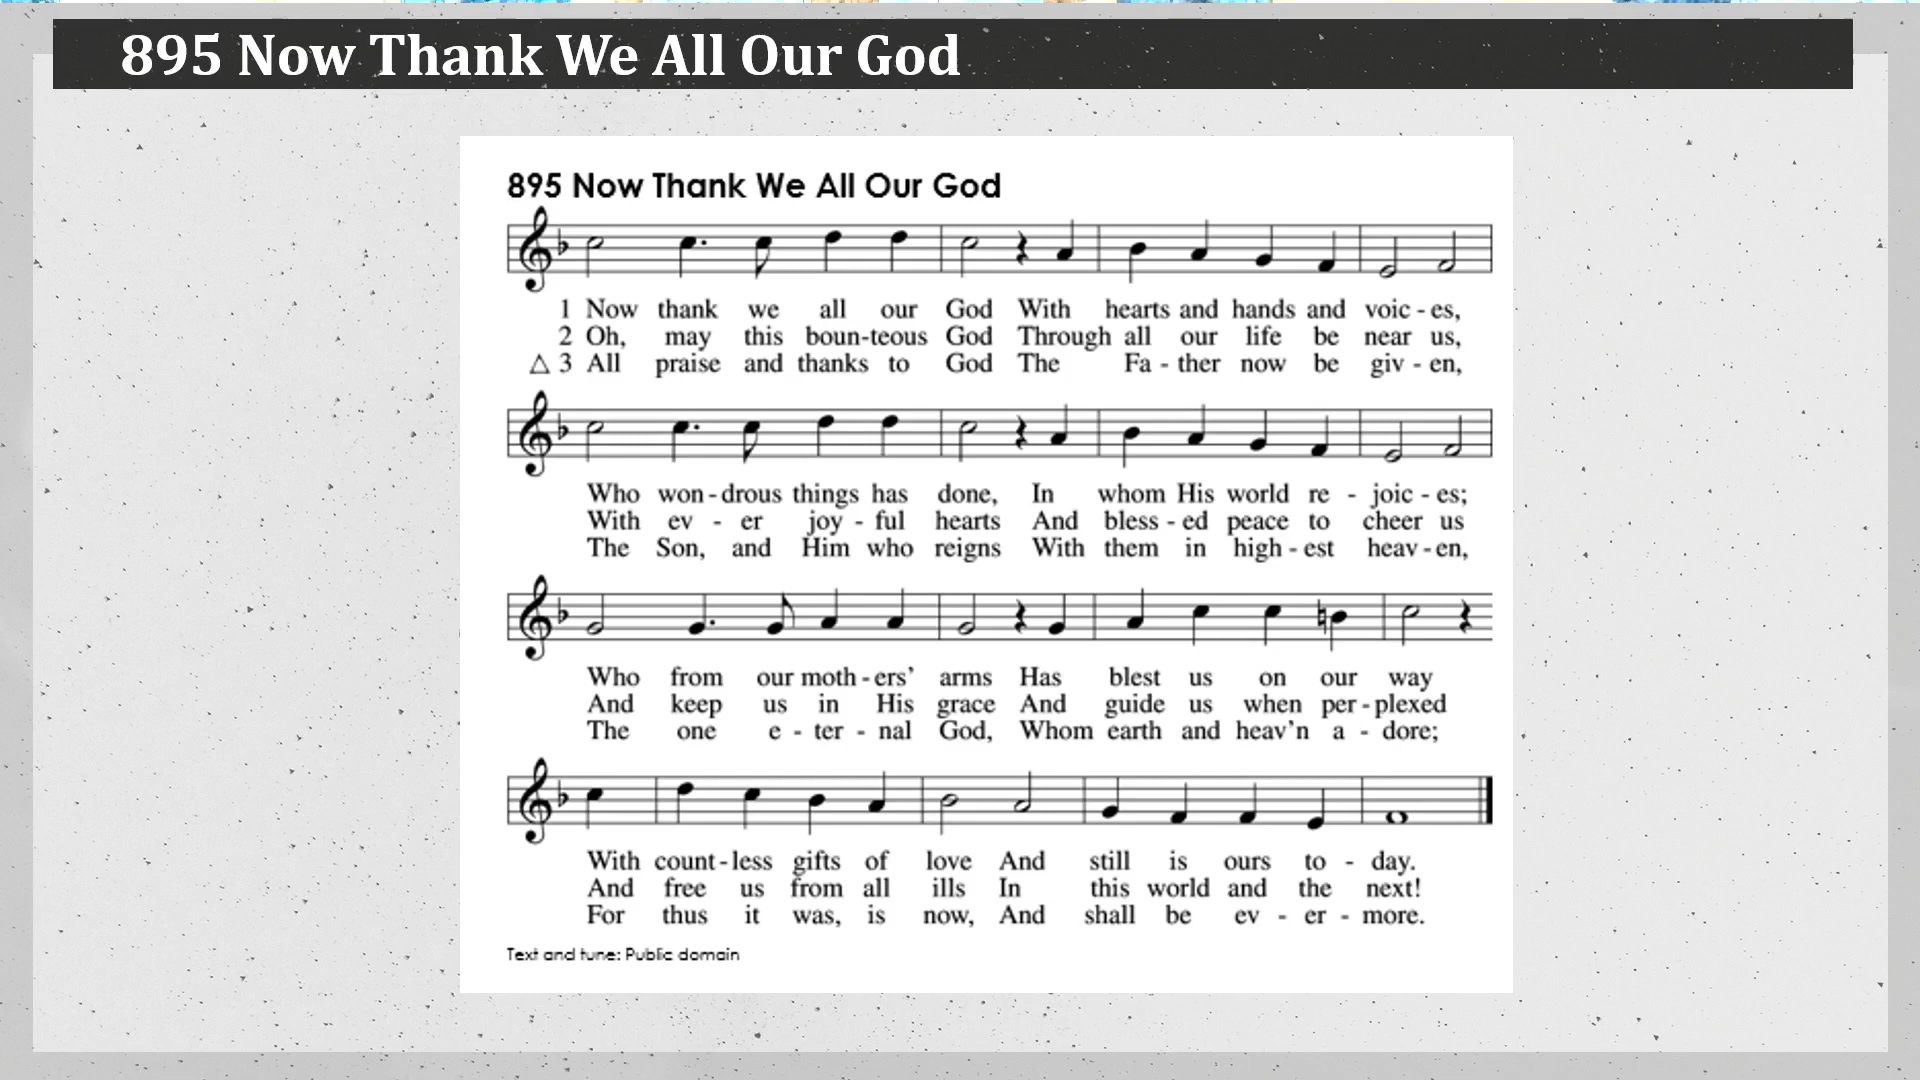 895 Now Thank We All Our God
895 Now Thank We All Our God
1 Now thank we all our God With hearts and hands and voic - es,
2 Oh, may this boun-teous God Through all our life be near us,
△ 3 All praise and thanks to God The Fa - ther now be giv - en,
Who won - drous things has done, In whom His world re - joic - es;
With ev - er joy - ful hearts And bless - ed peace to cheer us
The Son, and Him who reigns With them in high - est heav - en,
Who from our moth - ers’ arms Has blest us on our way
And keep us in His grace And guide us when per - plexed
The one e - ter - nal God, Whom earth and heav’n a - dore;
With count - less gifts of love And still is ours to - day.
And free us from all ills In this world and the next!
For thus it was, is now, And shall be ev - er - more.
Text and tune: Public domain